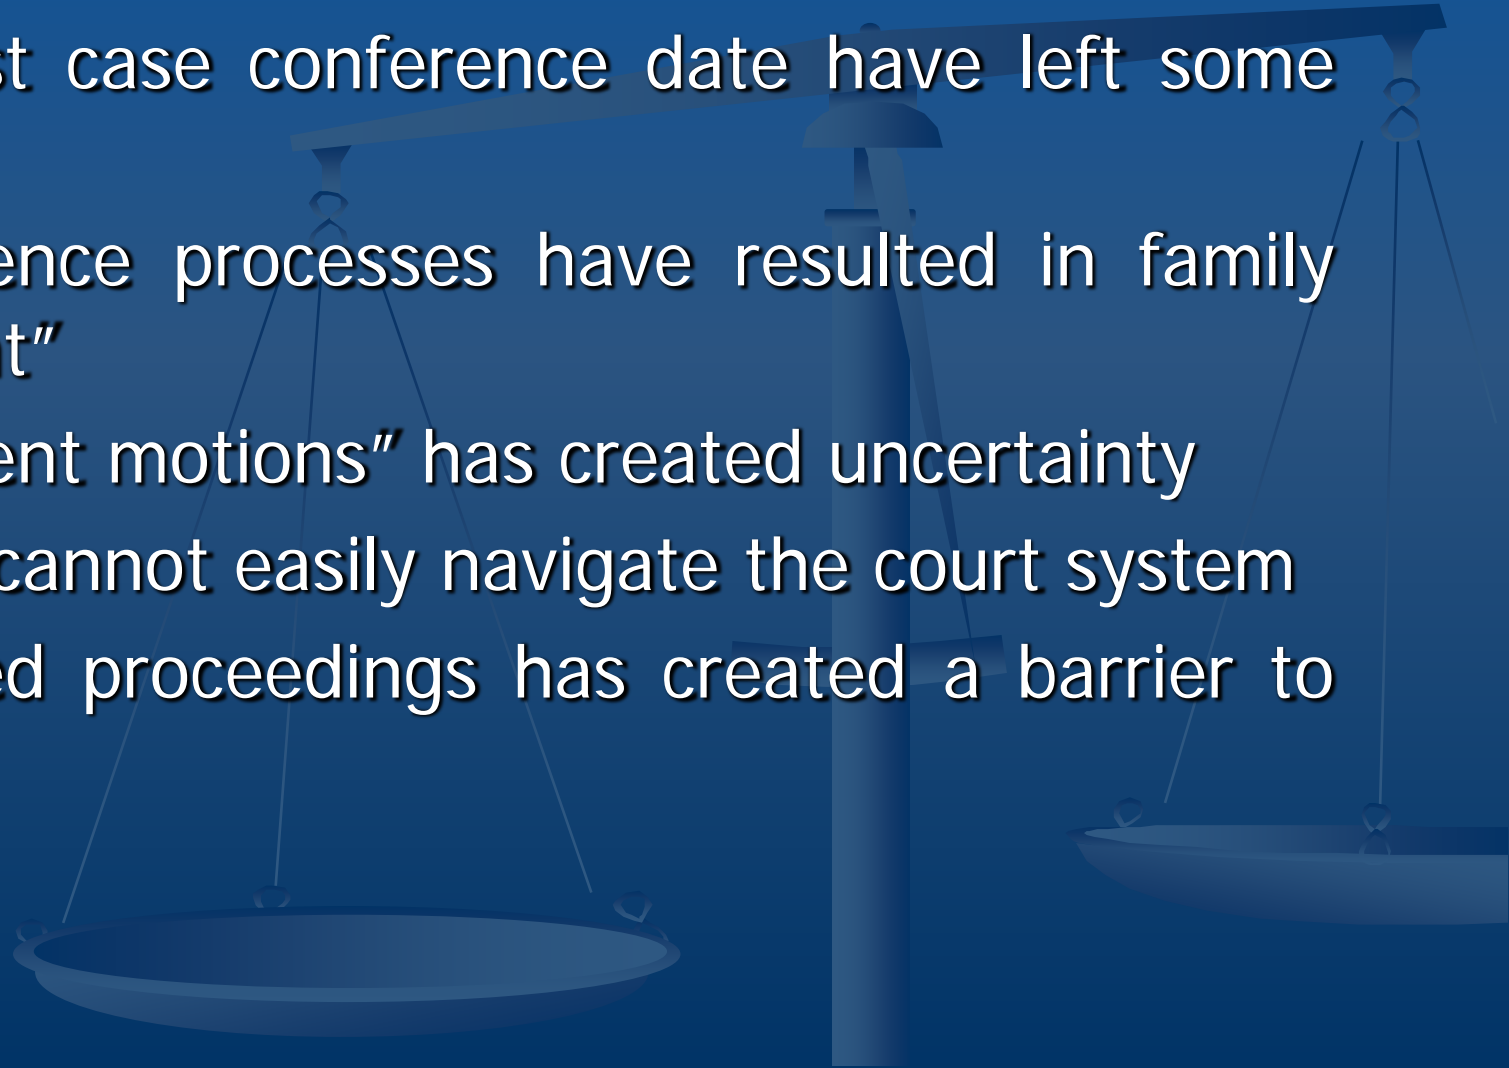 st case conference date have left some
ence processes have resulted in family
t”
ent motions” has created uncertainty
cannot easily navigate the court system
ed proceedings has created a barrier to